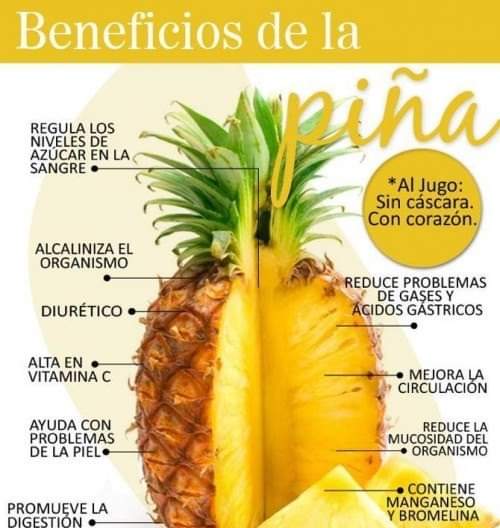 Beneficios de la
piña
REGULA LOS
NIVELES DE
AZÚCAR EN LA
SANGRE
*Al Jugo:
Sin cáscara.
Con corazón.
ALCALINIZA EL
ORGANISMO
DIURÉTICO
ALTA EN
VITAMINA C
AYUDA CON
PROBLEMAS
DE LA PIEL
PROMUEVE LA
DIGESTIÓN
REDUCE PROBLEMAS
DE GASES Y
ÁCIDOS GÁSTRICOS
MEJORA LA
CIRCULACIÓN
REDUCE LA
MUCOSIDAD DEL
ORGANISMO
CONTIENE
MANGANESO
Y BROMELINA